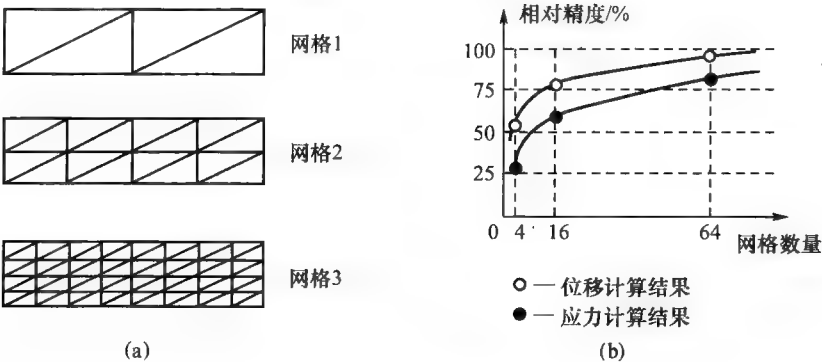 网格1
网格2
网格3
(a)
相对精度/%
100
75
50
25
0 4 16 64 网格数量
位移计算结果
应力计算结果
(b)